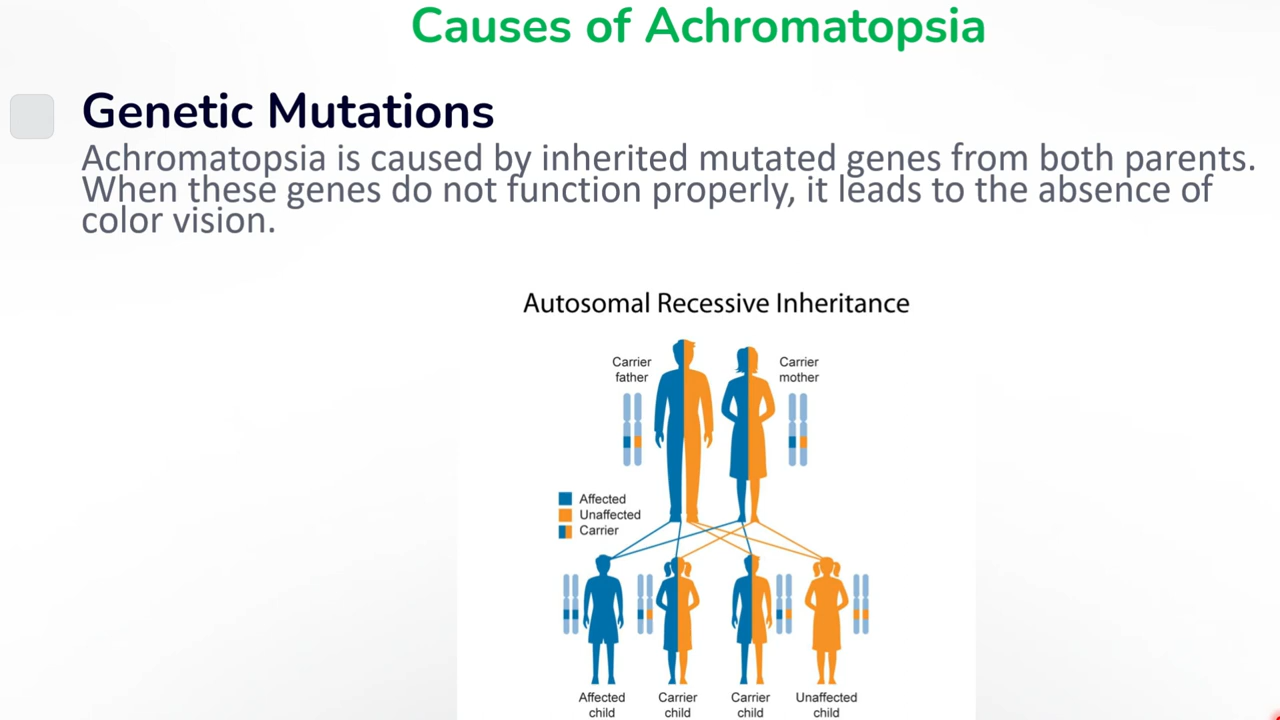 Causes of Achromatopsia
Genetic Mutations
Achromatopsia is caused by inherited mutated genes from both parents.
When these genes do not function properly, it leads to the absence of
color vision.
Autosomal Recessive Inheritance
Carrier
father
Carrier
mother
Affected
Unaffected
Carrier
Affected
child
Carrier
child
Carrier
child
Unaffected
child